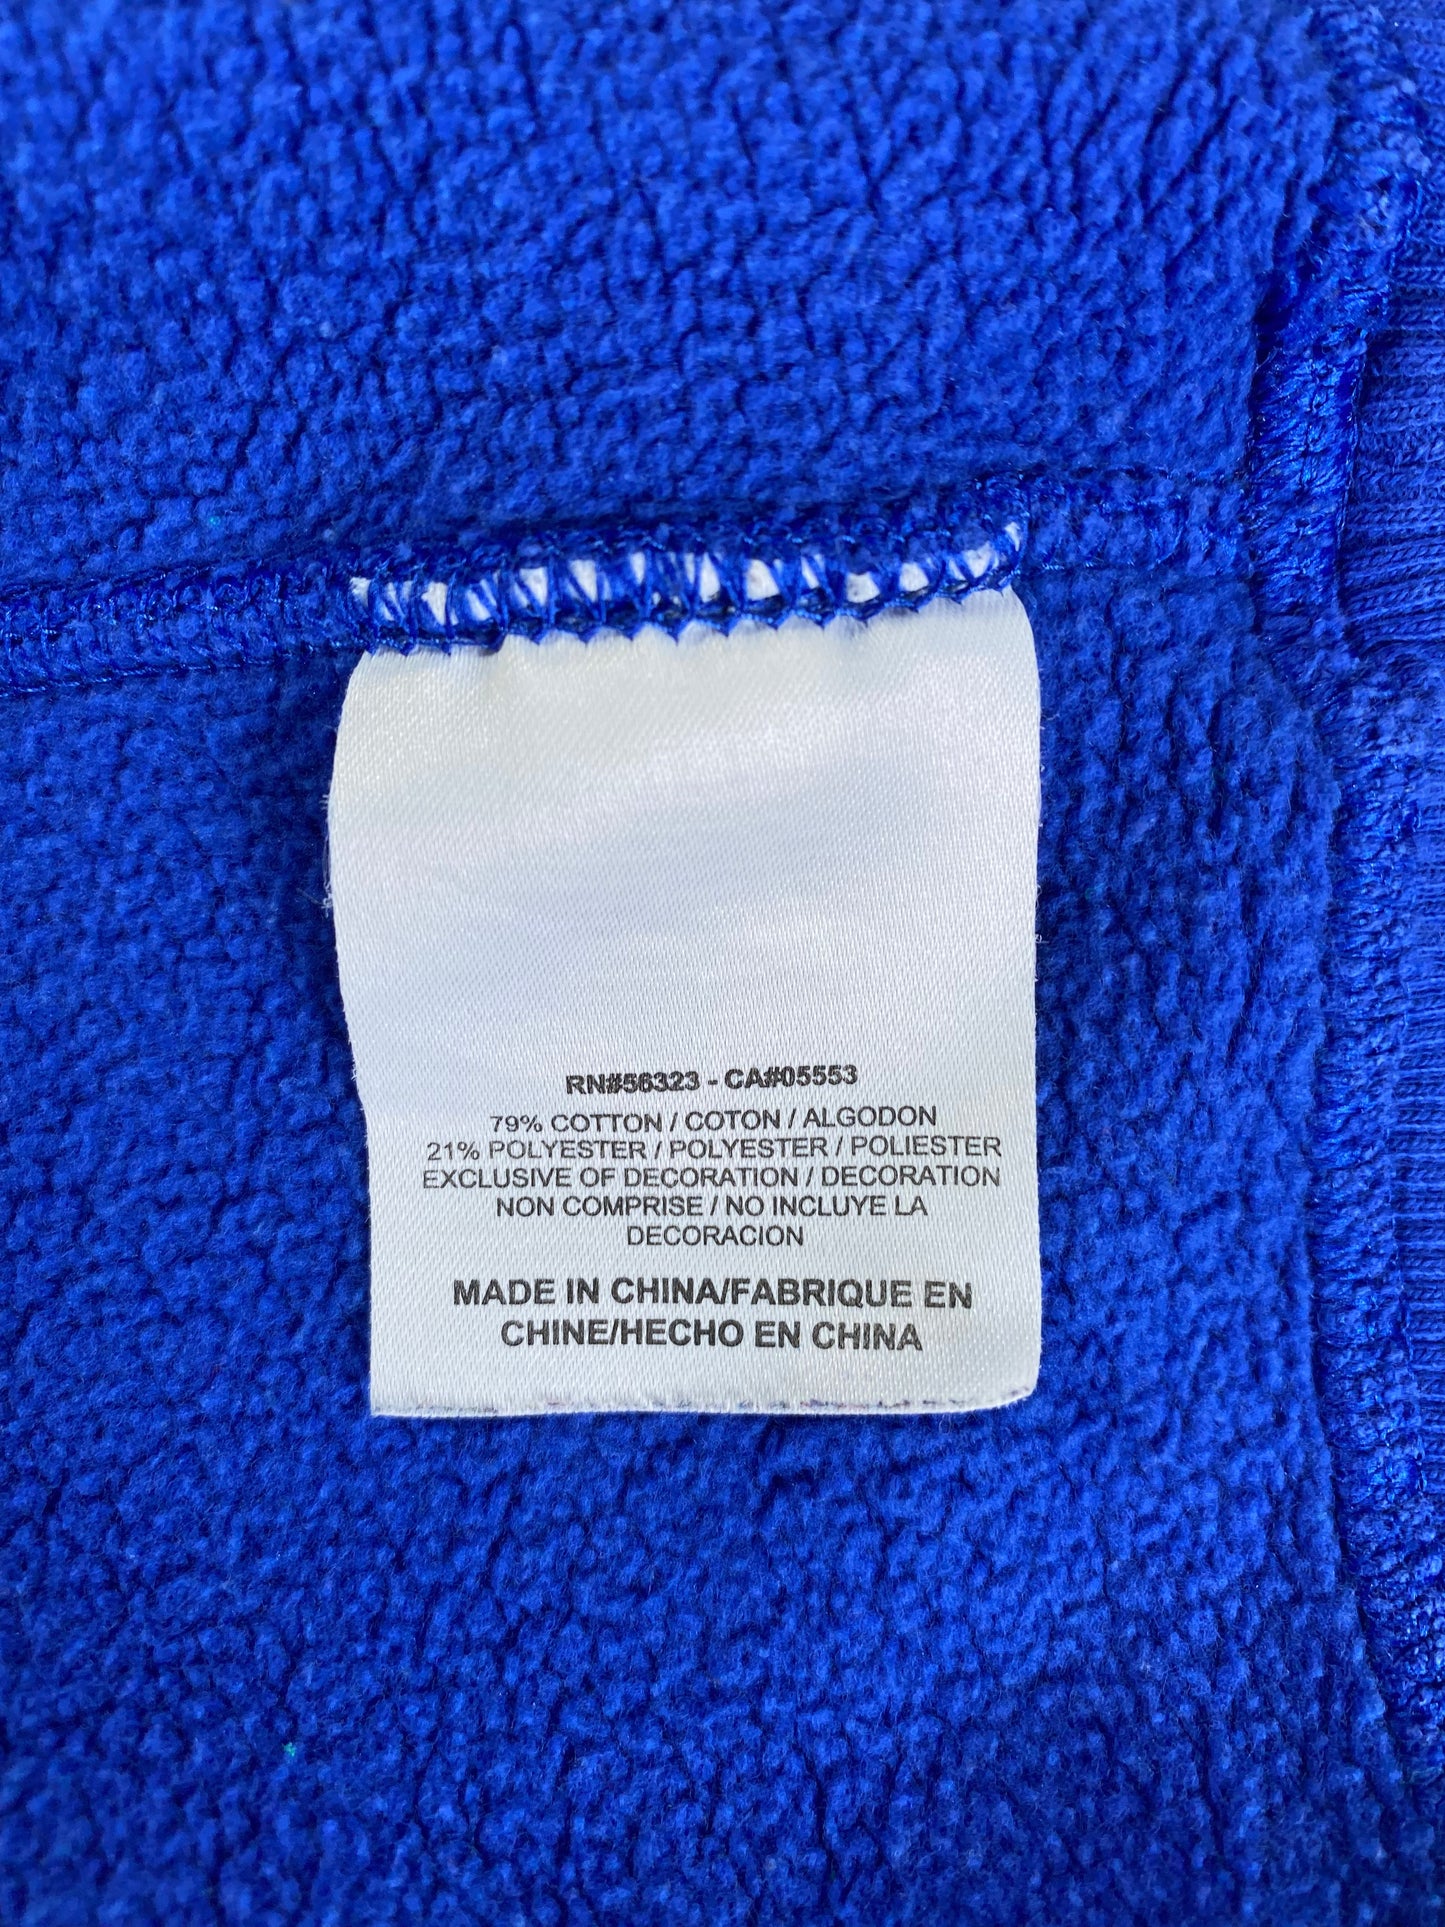 RN#56323 - CA#05553
79% COTTON / COTON / ALGODON
21% POLYESTER / POLYESTER / POLIESTER
EXCLUSIVE OF DECORATION / DECORATION
NON COMPRISE / NO INCLUYE LA
DECORACION
MADE IN CHINA/FABRIQUE EN
CHINE/HECHO EN CHINA